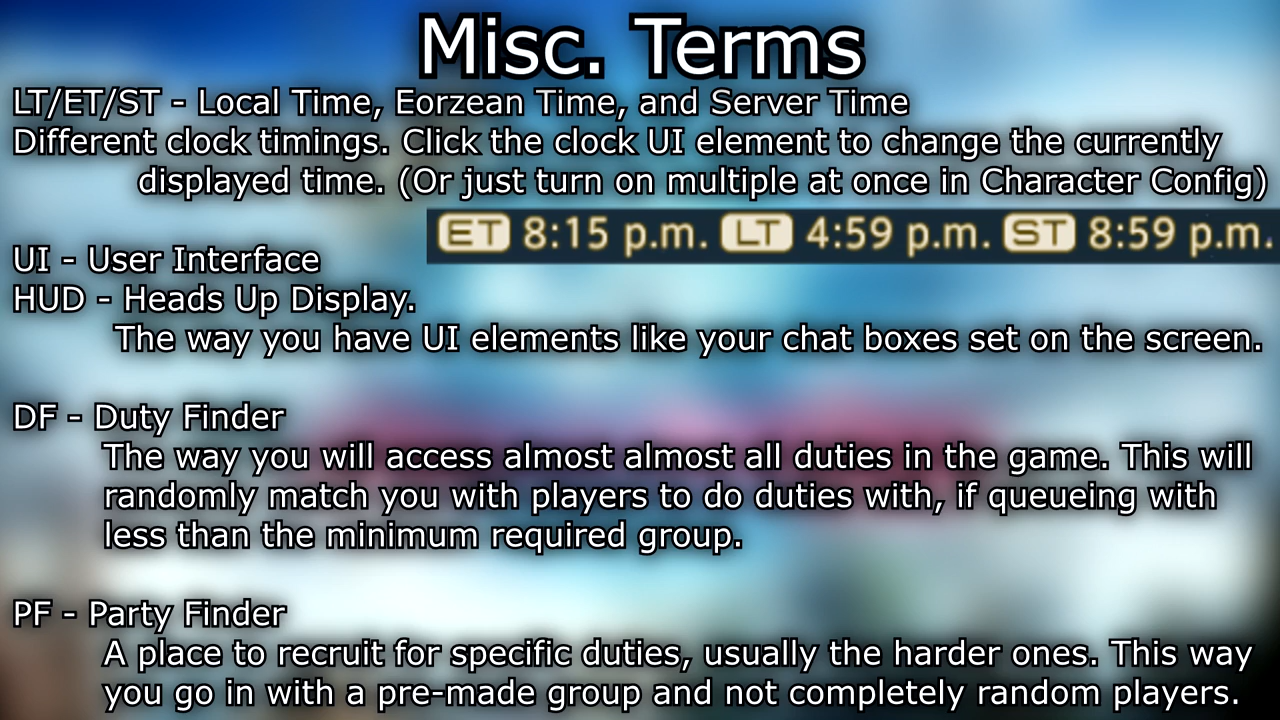 Misc. Terms
LT/ET/ST - Local Time, Eorzean Time, and Server Time
Different clock timings. Click the clock UI element to change the currently
displayed time. (Or just turn on multiple at once in Character Config)
ET 8:15 p.m. LT 4:59 p.m. ST 8:59 p.m.
UI - User Interface
HUD - Heads Up Display.
The way you have UI elements like your chat boxes set on the screen.
DF - Duty Finder
The way you will access almost almost all duties in the game. This will
randomly match you with players to do duties with, if queueing with
less than the minimum required group.
PF - Party Finder
A place to recruit for specific duties, usually the harder ones. This way
you go in with a pre-made group and not completely random players.